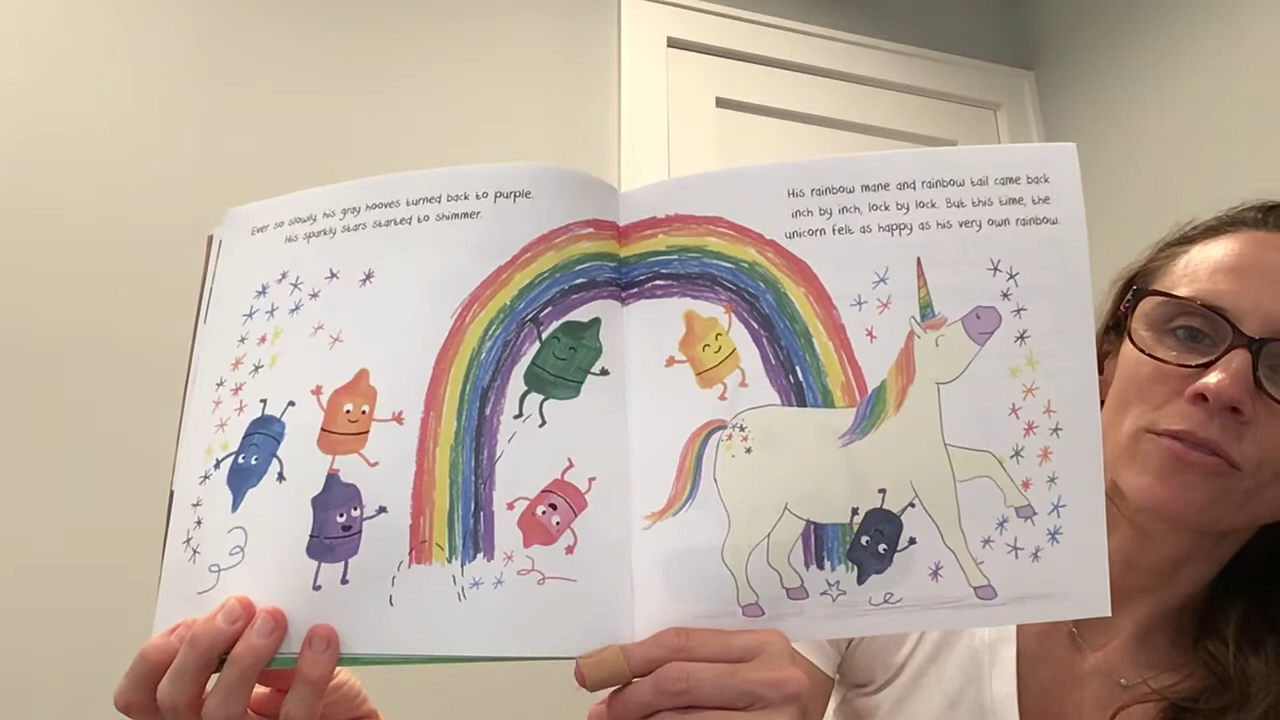 Ever so slowly, his gray hooves turned back to purple.
His sparkly stars started to shimmer.
His rainbow mane and rainbow tail came back
inch by inch, lock by lock. But this time, the
unicorn felt as happy as his very own rainbow.